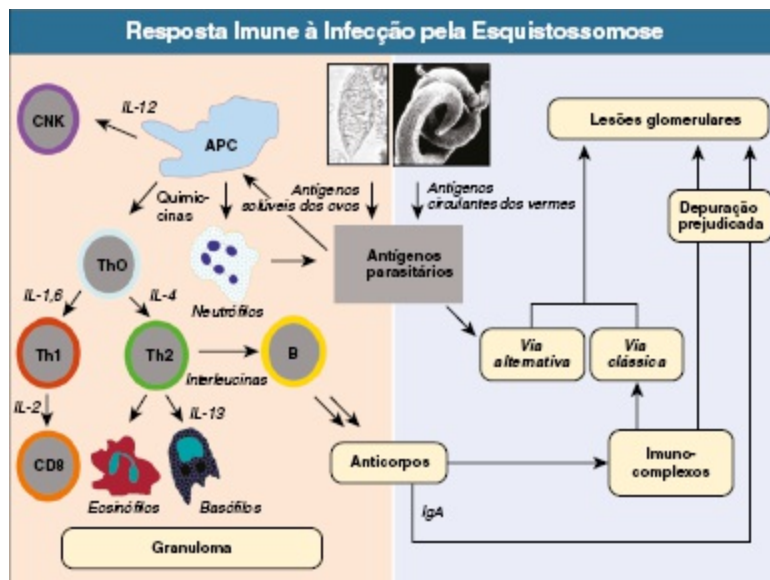 Resposta Imune à Infecção pela Esquistossomose
CNK
IL-12
APC
Quimio-
cinas
Antígenos
solúveis dos ovos
Antígenos
circulantes dos vermes
Lesões glomerulares
Depuração
prejudicada
Antígenos
parasitários
ThO
Neutrófilos
IL-1,6
IL-4
Th1
Th2
Interleucinas
B
Via
alternativa
Via
clássica
IL-2
IL-13
CD8
Eosinófilos
Basófilos
Anticorpos
Imuno-
complexos
IgA
Granuloma